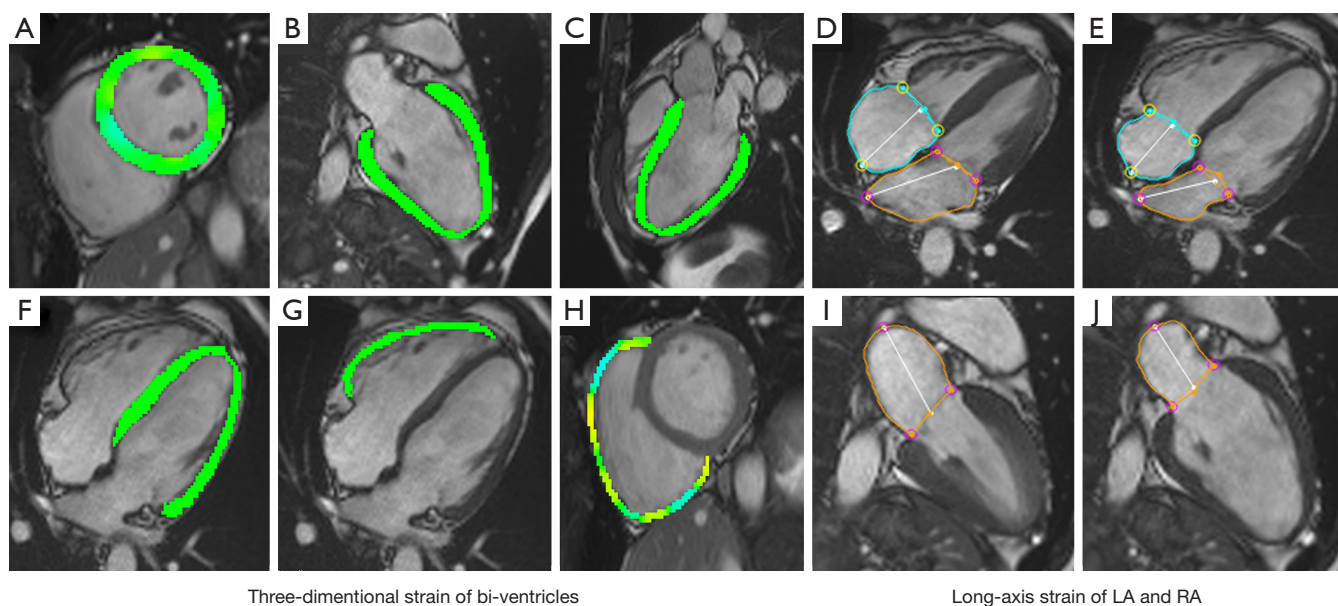 A
B
C
D
E
F
G
H
I
J
Three-dimentional strain of bi-ventricles
Long-axis strain of LA and RA